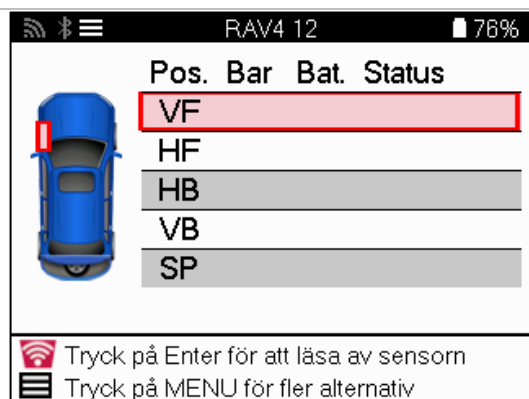 RAV4 12 76%
Pos. Bar Bat. Status
VF
HF
HB
VB
SP
Tryck på Enter för att läsa av sensorn
Tryck på MENU för fler alternativ